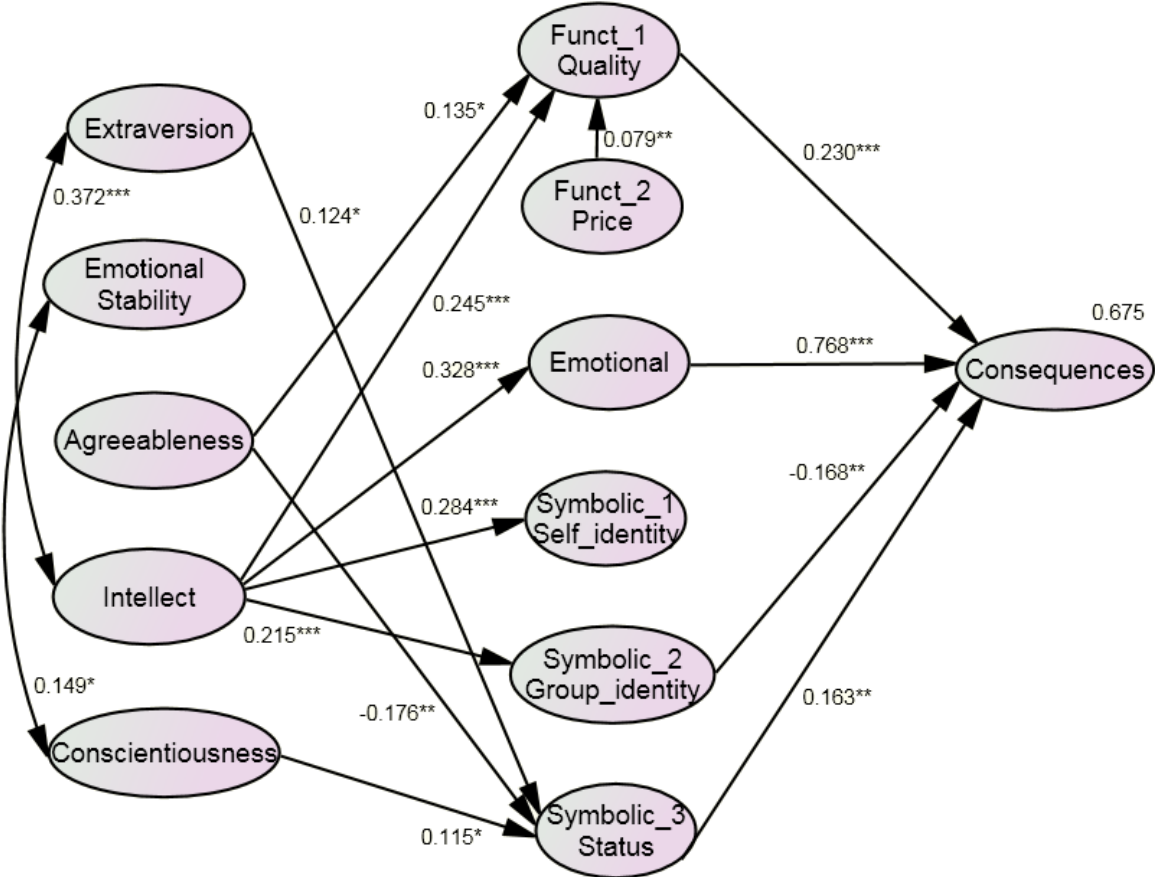 Funct_1
Quality
Extraversion
0.135*
0.079**
0.230***
0.372***
Funct_2
Price
0.124*
Emotional
Stability
0.245***
0.675
0.328***
Emotional
0.768***
Consequences
Agreeableness
0.284***
Symbolic_1
Self_identity
-0.168**
Intellect
0.215***
Symbolic_2
Group_identity
0.149*
-0.176**
0.163**
Conscientiousness
0.115*
Symbolic_3
Status